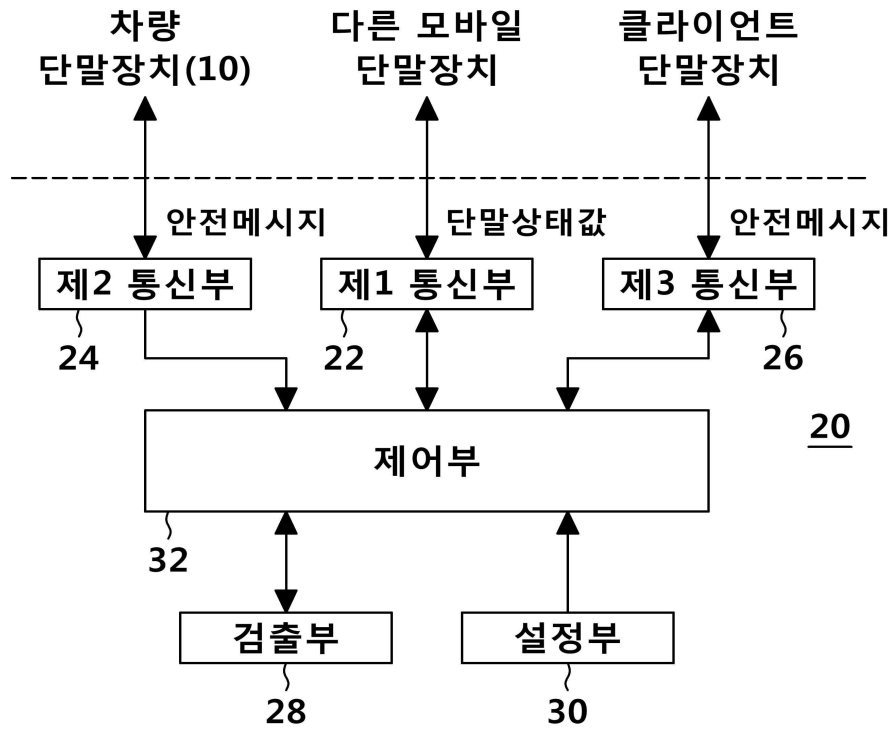 차량
단말장치(10)
다른 모바일
단말장치
클라이언트
단말장치
안전메시지
단말상태값
안전메시지
제2 통신부
제1 통신부
제3 통신부
24
22
26
20
제어부
32
검출부
설정부
28
30